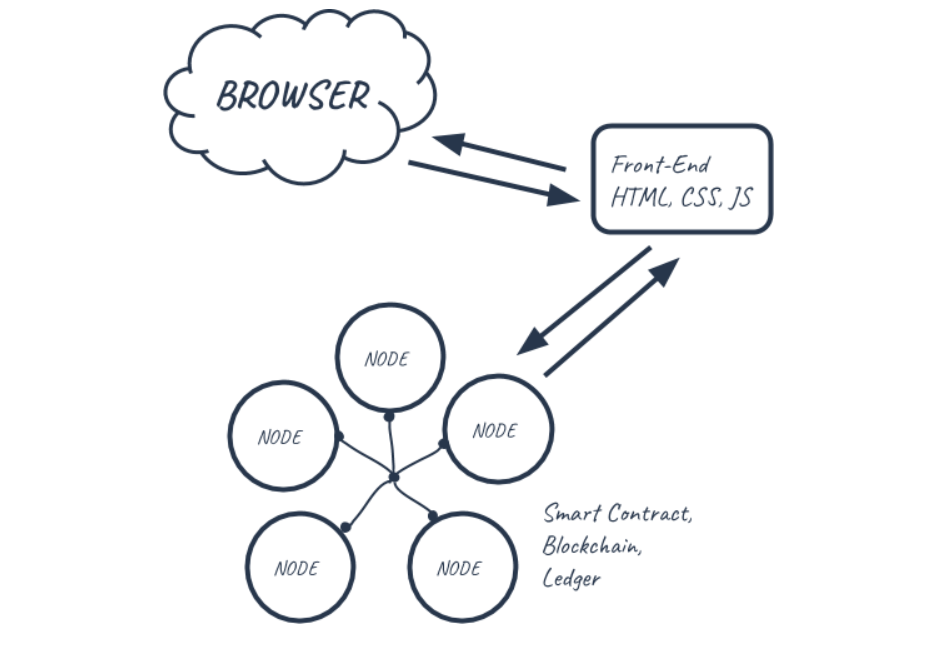 BROWSER
Front-End
HTML, CSS, JS
NODE
NODE
NODE
NODE
NODE
Smart Contract,
Blockchain,
Ledger